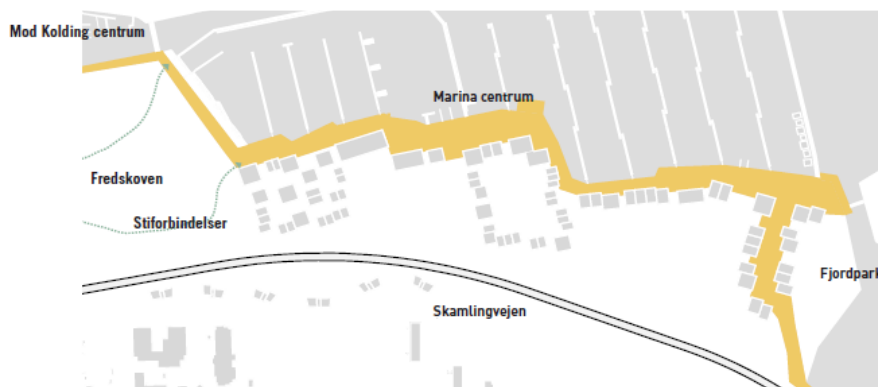 Mod Kolding centrum
Marina centrum
Fredskoven
Stiforbindelser
Fjordpark
Skamlingvejen